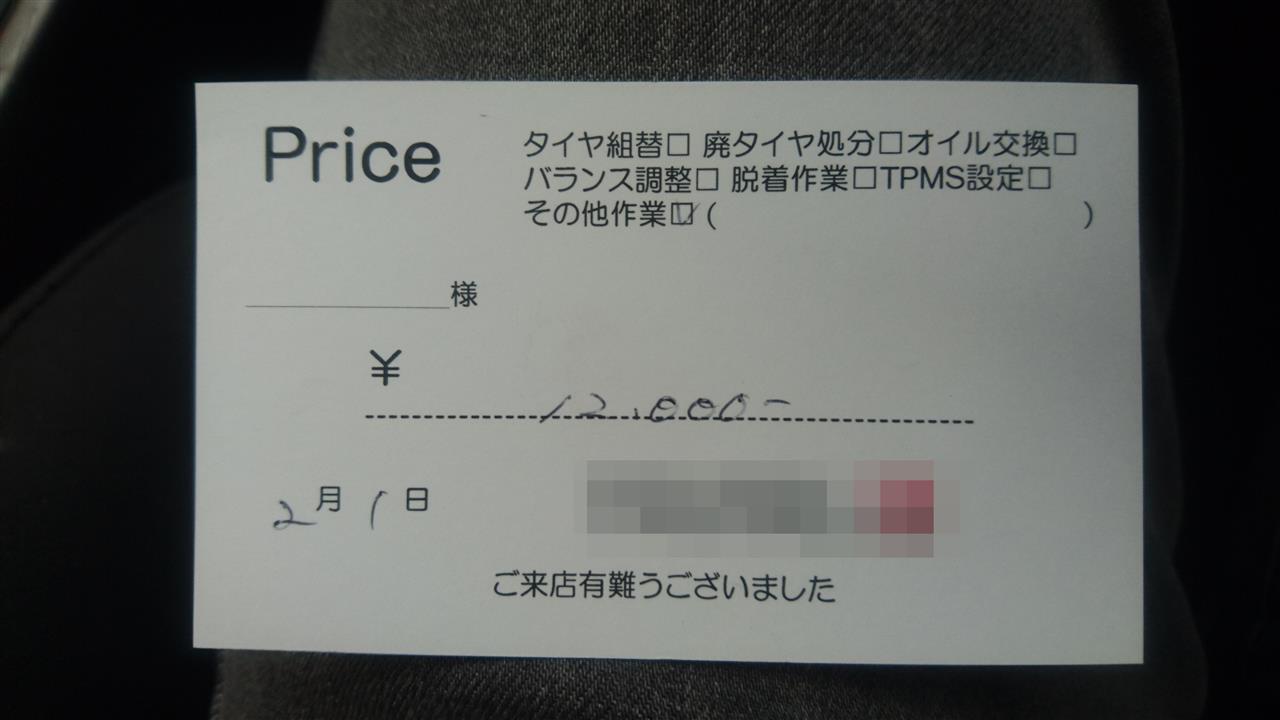 Price
タイヤ組替□ 廃タイヤ処分□オイル交換□
バランス調整□ 脱着作業□TPMS設定□
その他作業☑ (　　　)
様
¥ 12,000-
2月1日
ご来店有難うございました